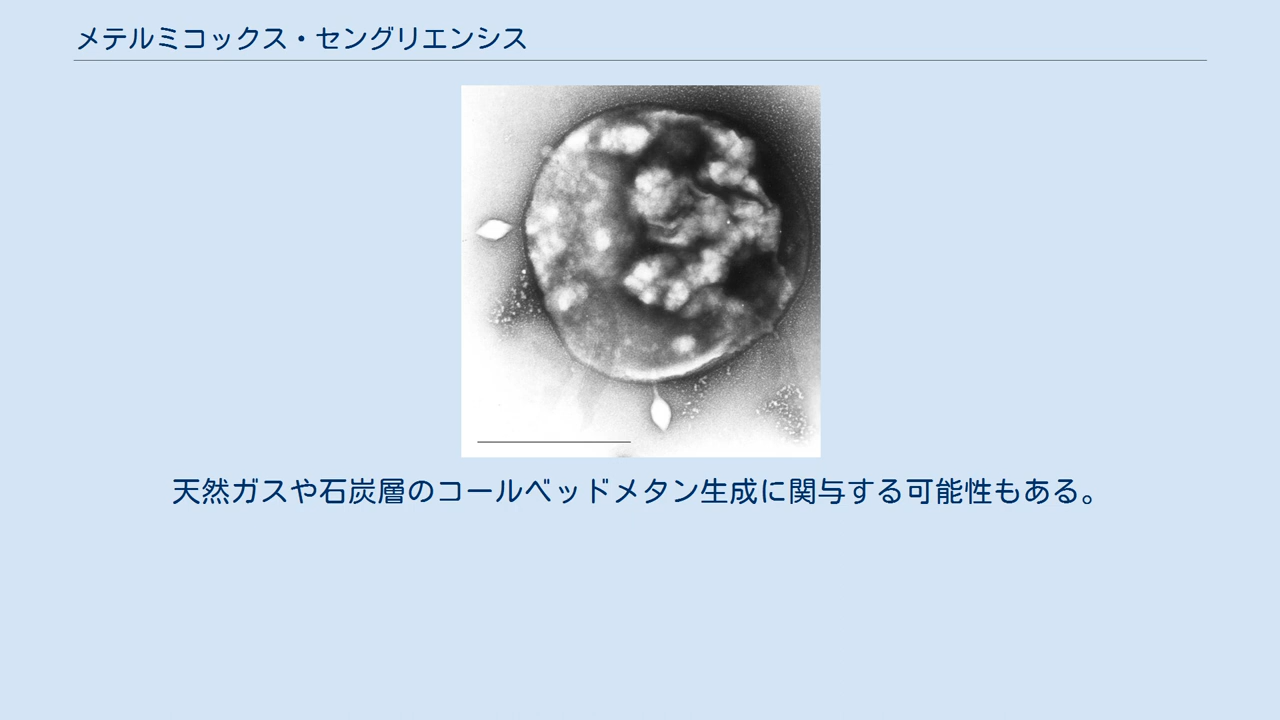 メテルミコックス・セングリエンシス
天然ガスや石炭層のコールベッドメタン生成に関与する可能性もある。